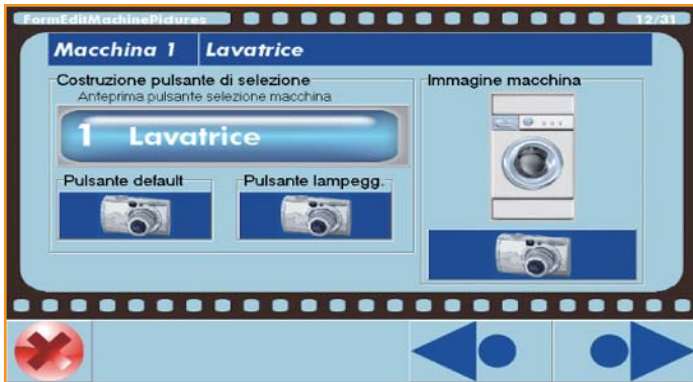 FormEditMachinePictures 12/31
Macchina 1 Lavatrice
Costruzione pulsante di selezione
Anteprima pulsante selezione macchina
1 Lavatrice
Pulsante default Pulsante lampegg.
Immagine macchina